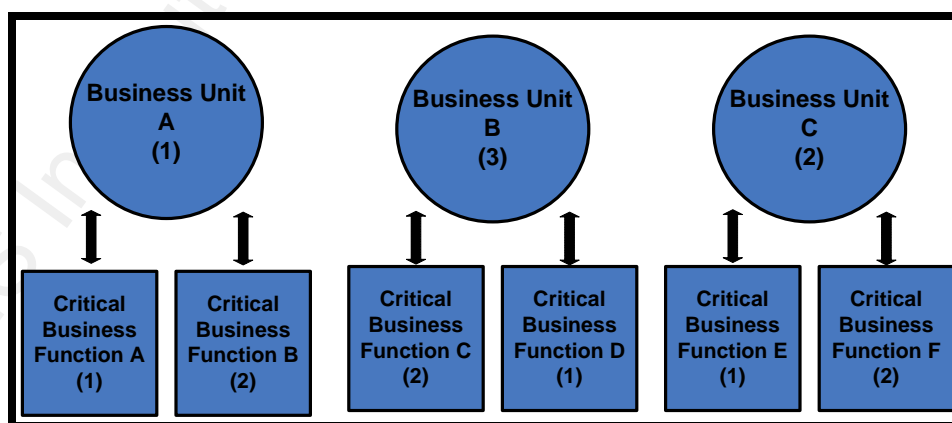 Business Unit
A
(1)
Business Unit
B
(3)
Business Unit
C
(2)
Critical
Business
Function A
(1)
Critical
Business
Function B
(2)
Critical
Business
Function C
(2)
Critical
Business
Function D
(1)
Critical
Business
Function E
(1)
Critical
Business
Function F
(2)